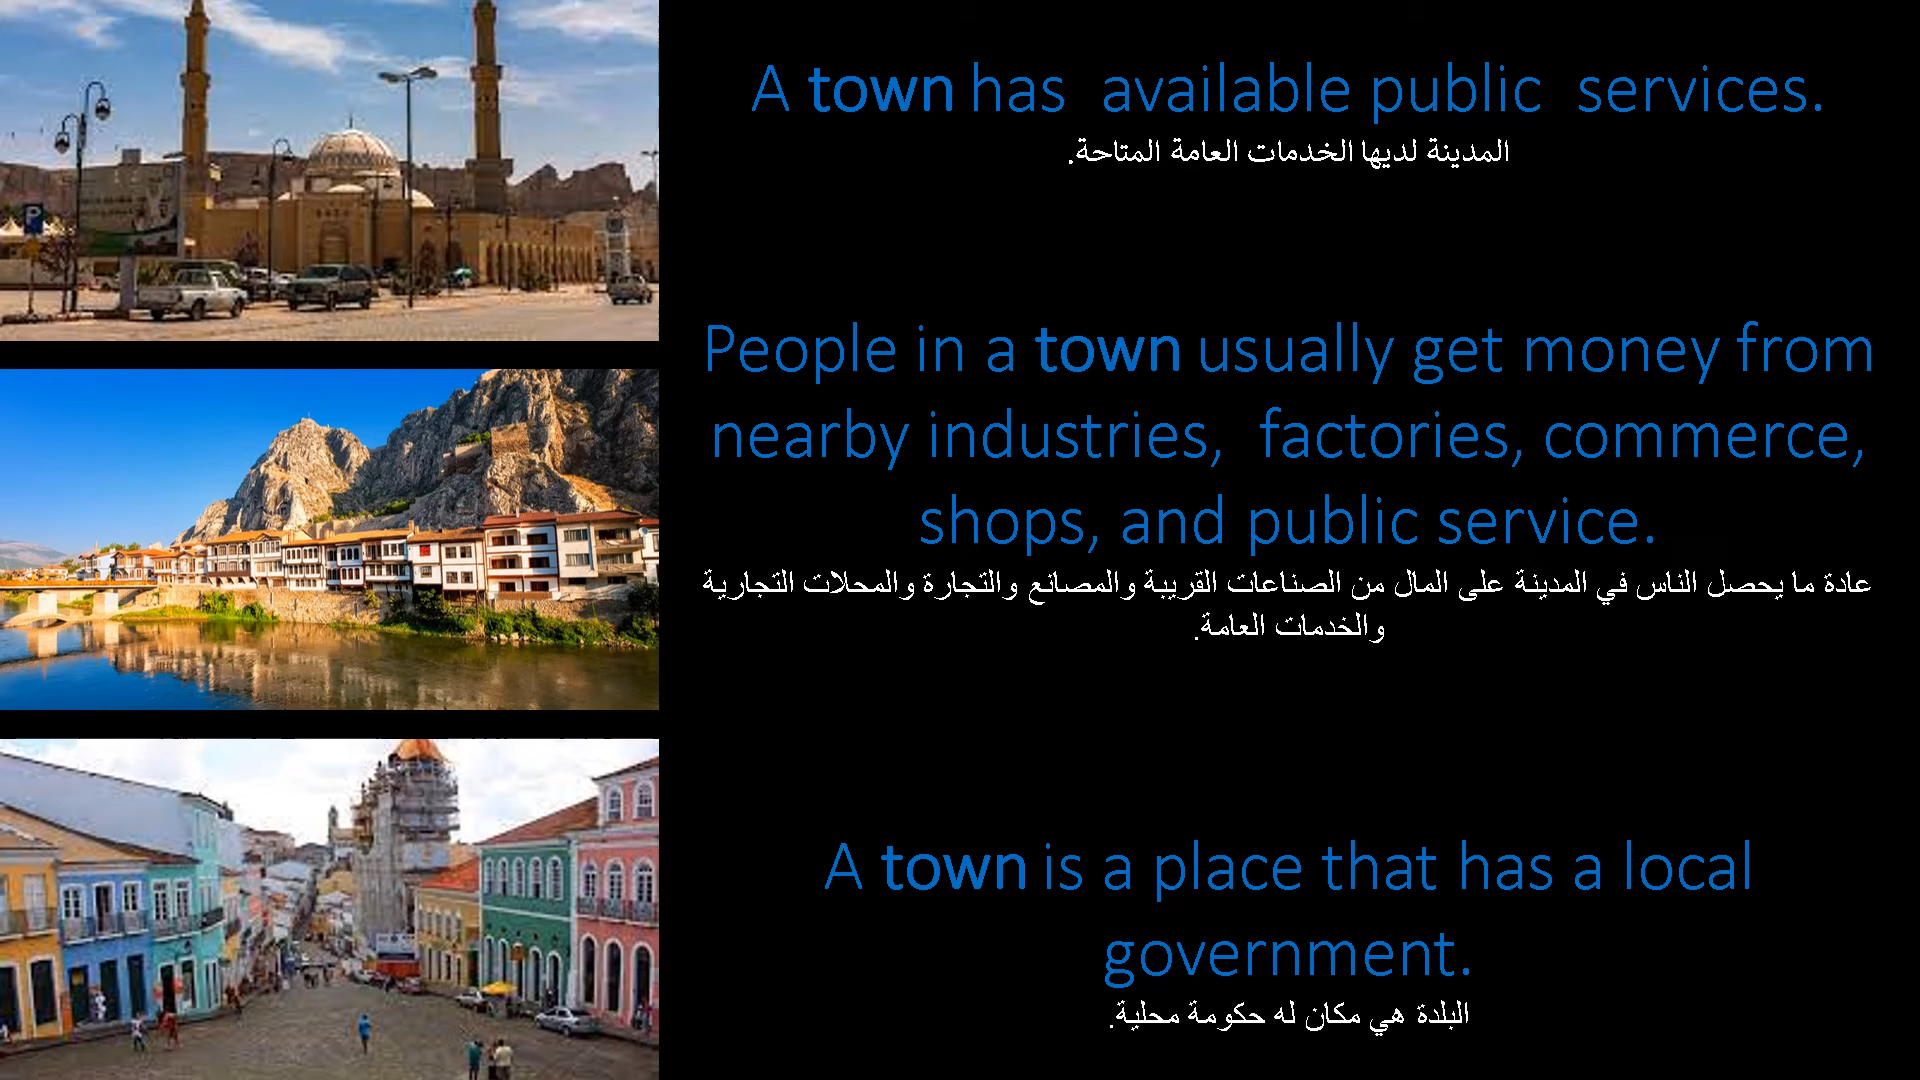 A town has available public services.
المدينة لديها الخدمات العامة المتاحة.
People in a town usually get money from
nearby industries, factories, commerce,
shops, and public service.
عادة ما يحصل الناس في المدينة على المال من الصناعات القريبة والمصانع والتجارة والمحلات التجارية
والخدمات العامة.
A town is a place that has a local
government.
البلدة هي مكان له حكومة محلية.
P